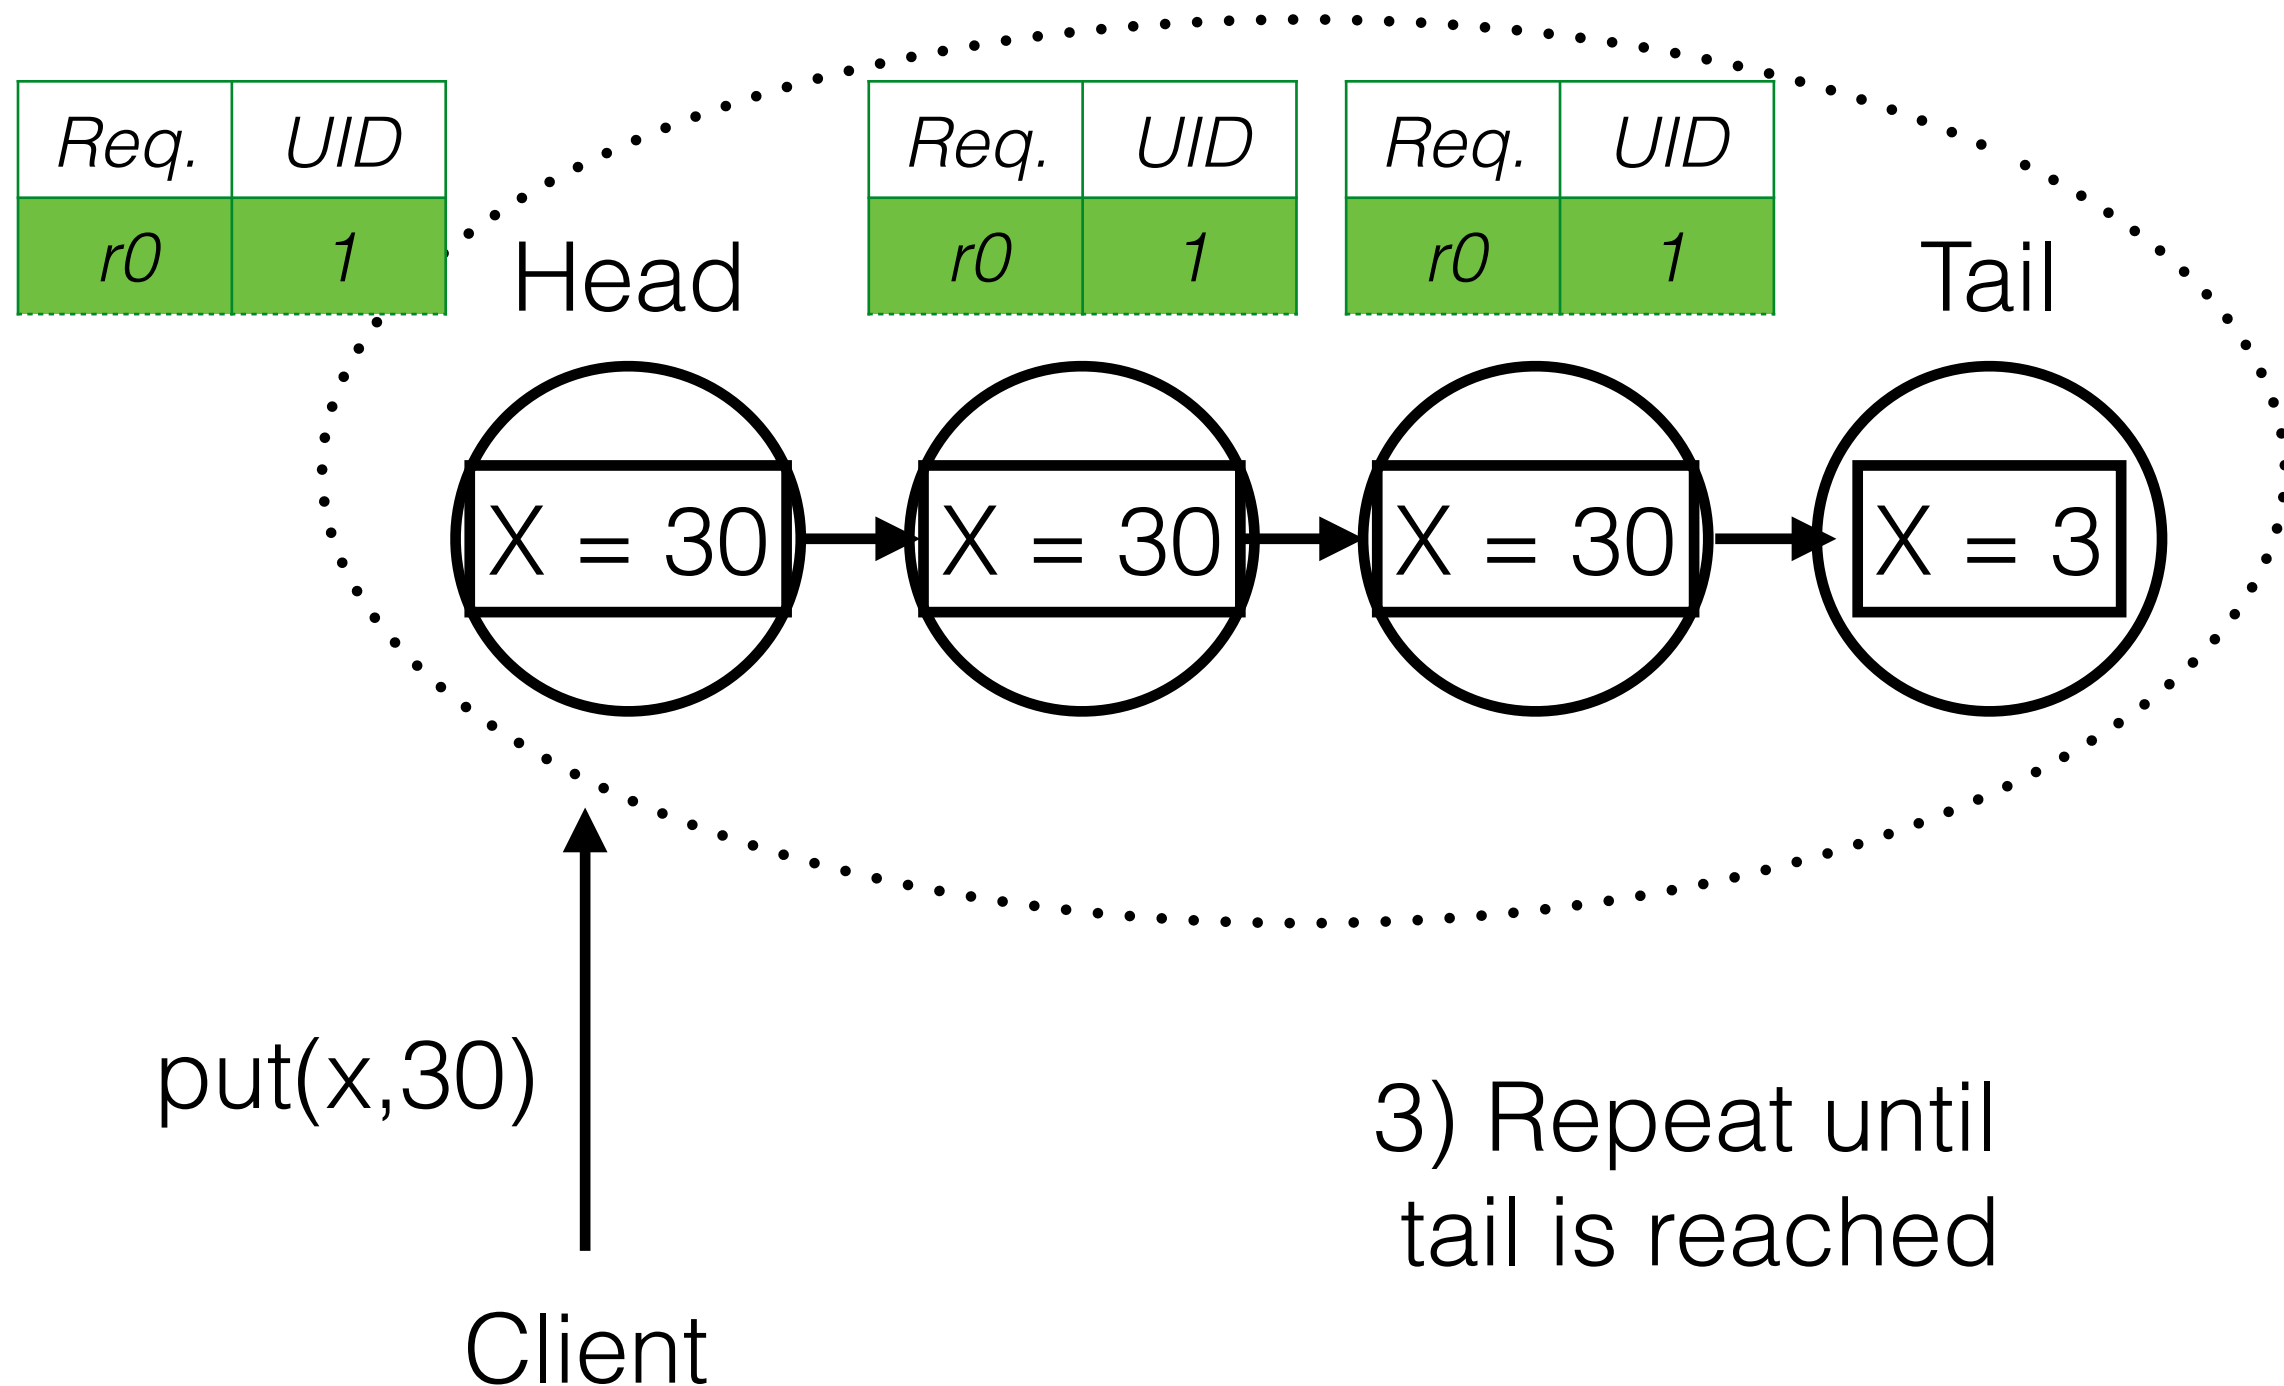 Req. UID
r0 1
Req. UID
r0 1
Req. UID
r0 1
Head
Tail
X = 30
X = 30
X = 30
X = 3
put(x,30)
3) Repeat until
tail is reached
Client